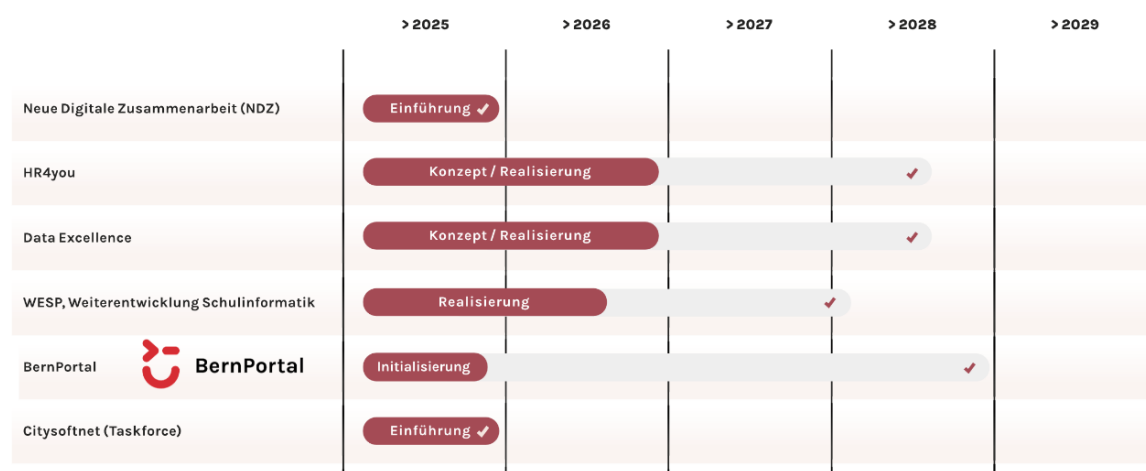 > 2025 > 2026 > 2027 > 2028 > 2029
Neue Digitale Zusammenarbeit (NDZ) Einführung
HR4you Konzept / Realisierung
Data Excellence Konzept / Realisierung
WESP, Weiterentwicklung Schulinformatik Realisierung
BernPortal BernPortal Initialisierung
Citysoftnet (Taskforce) Einführung